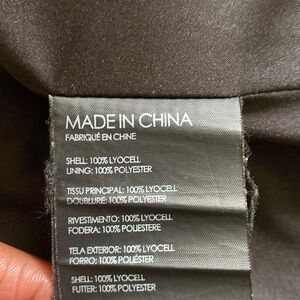 MADE IN CHINA
FABRIQUÉ EN CHINE
SHELL: 100% LYOCELL
LINING: 100% POLYESTER
TISSU PRINCIPAL: 100% LYOCELL
DOUBLURE: 100% POLYESTER
RIVESTIMENTO: 100% LYOCELL
FODERA: 100% POLIESTERE
TELA EXTERIOR: 100% LYOCELL
FORRO: 100% POLIÉSTER
SHELL: 100% LYOCELL
FUTTER: 100% POLYESTER